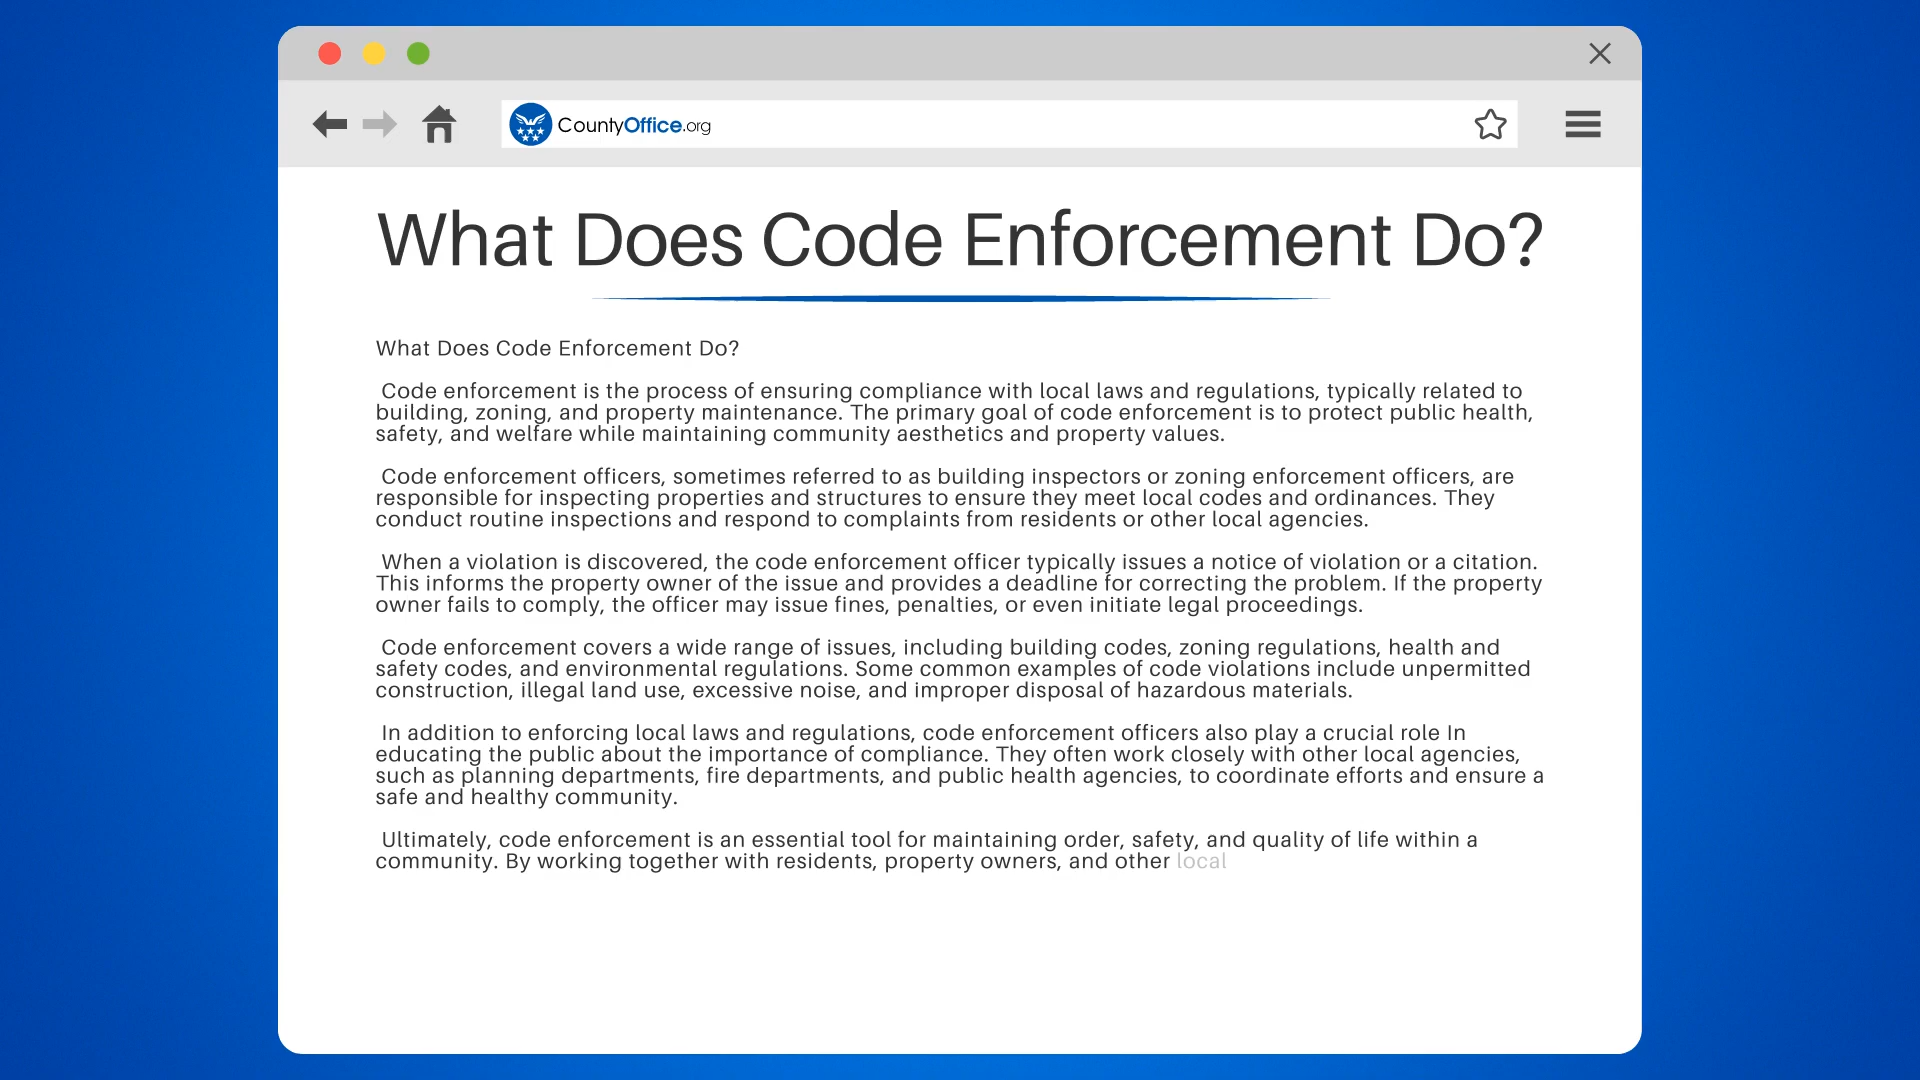 CountyOffice.org
What Does Code Enforcement Do?
What Does Code Enforcement Do?
Code enforcement is the process of ensuring compliance with local laws and regulations, typically related to
building, zoning, and property maintenance. The primary goal of code enforcement is to protect public health,
safety, and welfare while maintaining community aesthetics and property values.
Code enforcement officers, sometimes referred to as building inspectors or zoning enforcement officers, are
responsible for inspecting properties and structures to ensure they meet local codes and ordinances. They
conduct routine inspections and respond to complaints from residents or other local agencies.
When a violation is discovered, the code enforcement officer typically issues a notice of violation or a citation.
This informs the property owner of the issue and provides a deadline for correcting the problem. If the property
owner fails to comply, the officer may issue fines, penalties, or even initiate legal proceedings.
Code enforcement covers a wide range of issues, including building codes, zoning regulations, health and
safety codes, and environmental regulations. Some common examples of code violations include unpermitted
construction, illegal land use, excessive noise, and improper disposal of hazardous materials.
In addition to enforcing local laws and regulations, code enforcement officers also play a crucial role In
educating the public about the importance of compliance. They often work closely with other local agencies,
such as planning departments, fire departments, and public health agencies, to coordinate efforts and ensure a
safe and healthy community.
Ultimately, code enforcement is an essential tool for maintaining order, safety, and quality of life within a
community. By working together with residents, property owners, and other local